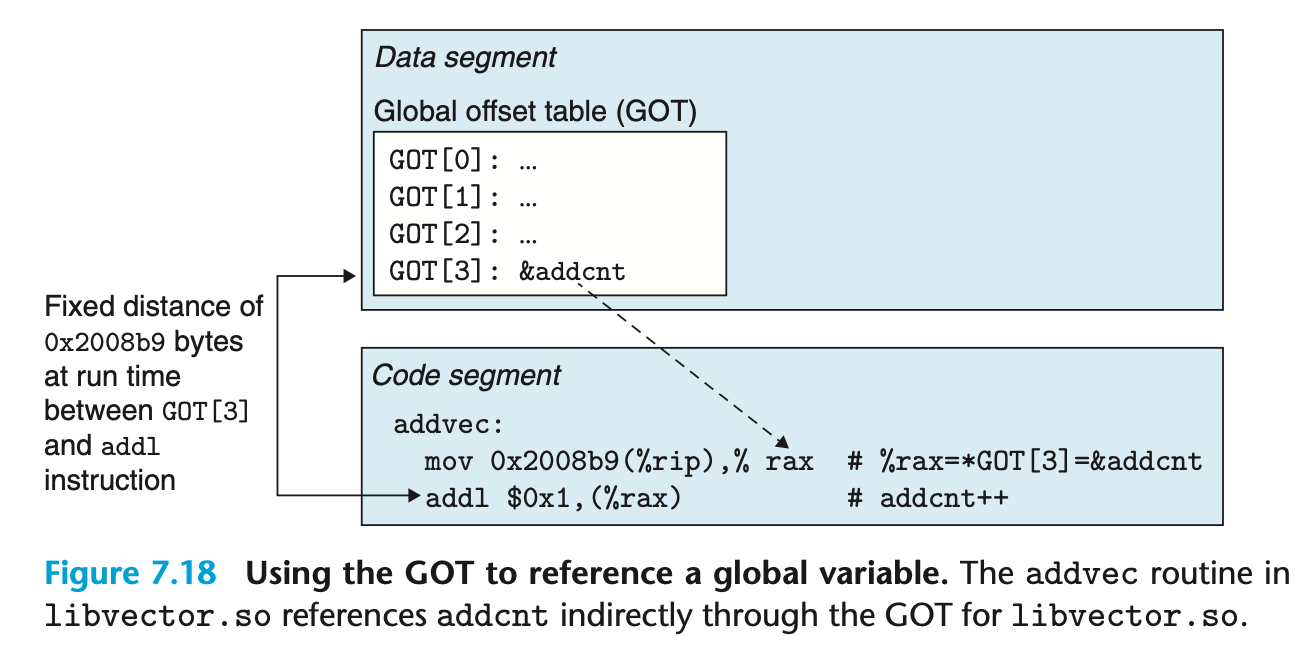 Data segment
Global offset table (GOT)
GOT[0]: …
GOT[1]: …
GOT[2]: …
GOT[3]: &addcnt
Fixed distance of
0x2008b9 bytes
at run time
between GOT[3]
and addl
instruction
Code segment
addvec:
mov 0x2008b9(%rip),% rax # %rax=*GOT[3]=&addcnt
addl $0x1,(%rax) # addcnt++
Figure 7.18 Using the GOT to reference a global variable. The addvec routine in
libvector.so references addcnt indirectly through the GOT for libvector.so.